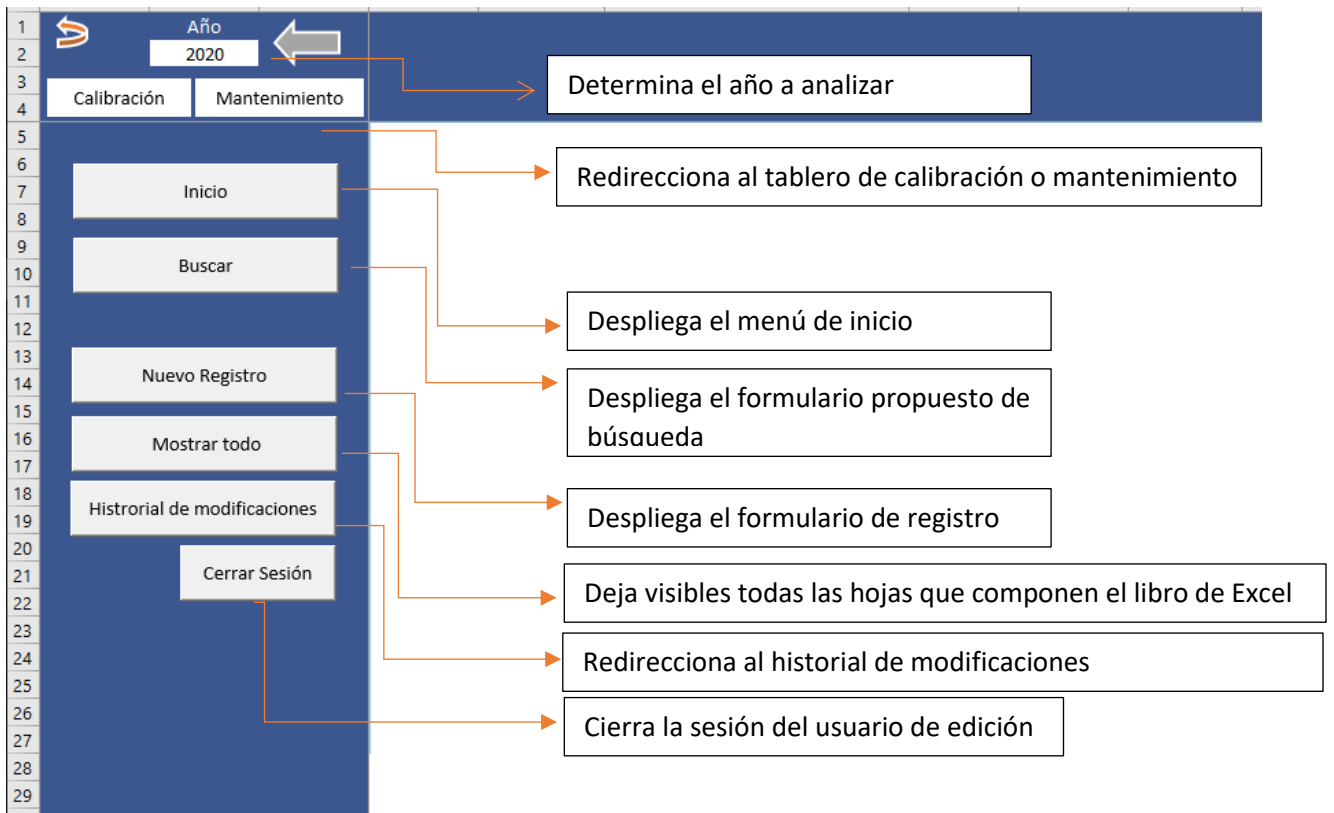 1
2
3
4
5
6
7
8
9
10
11
12
13
14
15
16
17
18
19
20
21
22
23
24
25
26
27
28
29
Año
2020
Calibración
Mantenimiento
Inicio
Buscar
Nuevo Registro
Mostrar todo
Histrorial de modificaciones
Cerrar Sesión
Determina el año a analizar
Redirecciona al tablero de calibración o mantenimiento
Despliega el menú de inicio
Despliega el formulario propuesto de
búsqueda
Despliega el formulario de registro
Deja visibles todas las hojas que componen el libro de Excel
Redirecciona al historial de modificaciones
Cierra la sesión del usuario de edición